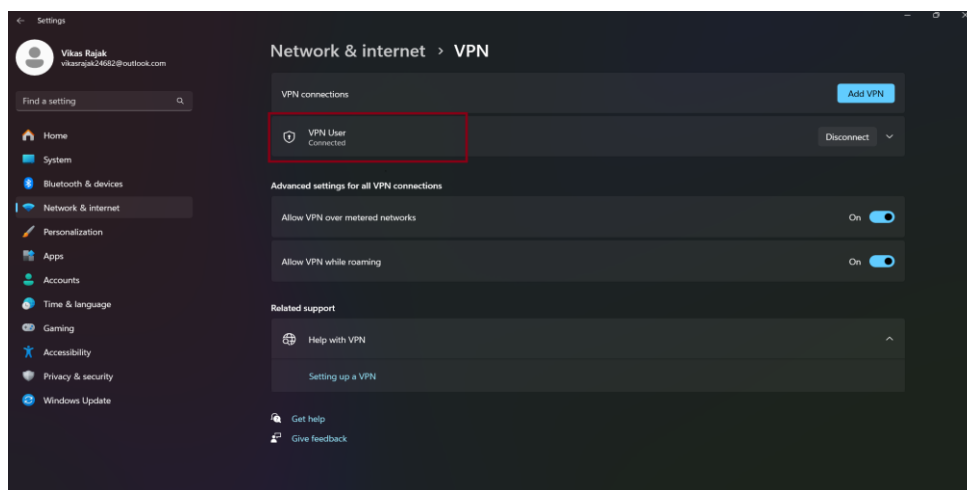 Settings
Vikas Rajak
vikasrajak24682@outlook.com
Find a setting
Home
System
Bluetooth & devices
Network & internet
Personalization
Apps
Accounts
Time & language
Gaming
Accessibility
Privacy & security
Windows Update
Network & internet > VPN
VPN connections
Add VPN
VPN User
Connected
Disconnect
Advanced settings for all VPN connections
Allow VPN over metered networks
On
Allow VPN while roaming
On
Related support
Help with VPN
Setting up a VPN
Get help
Give feedback